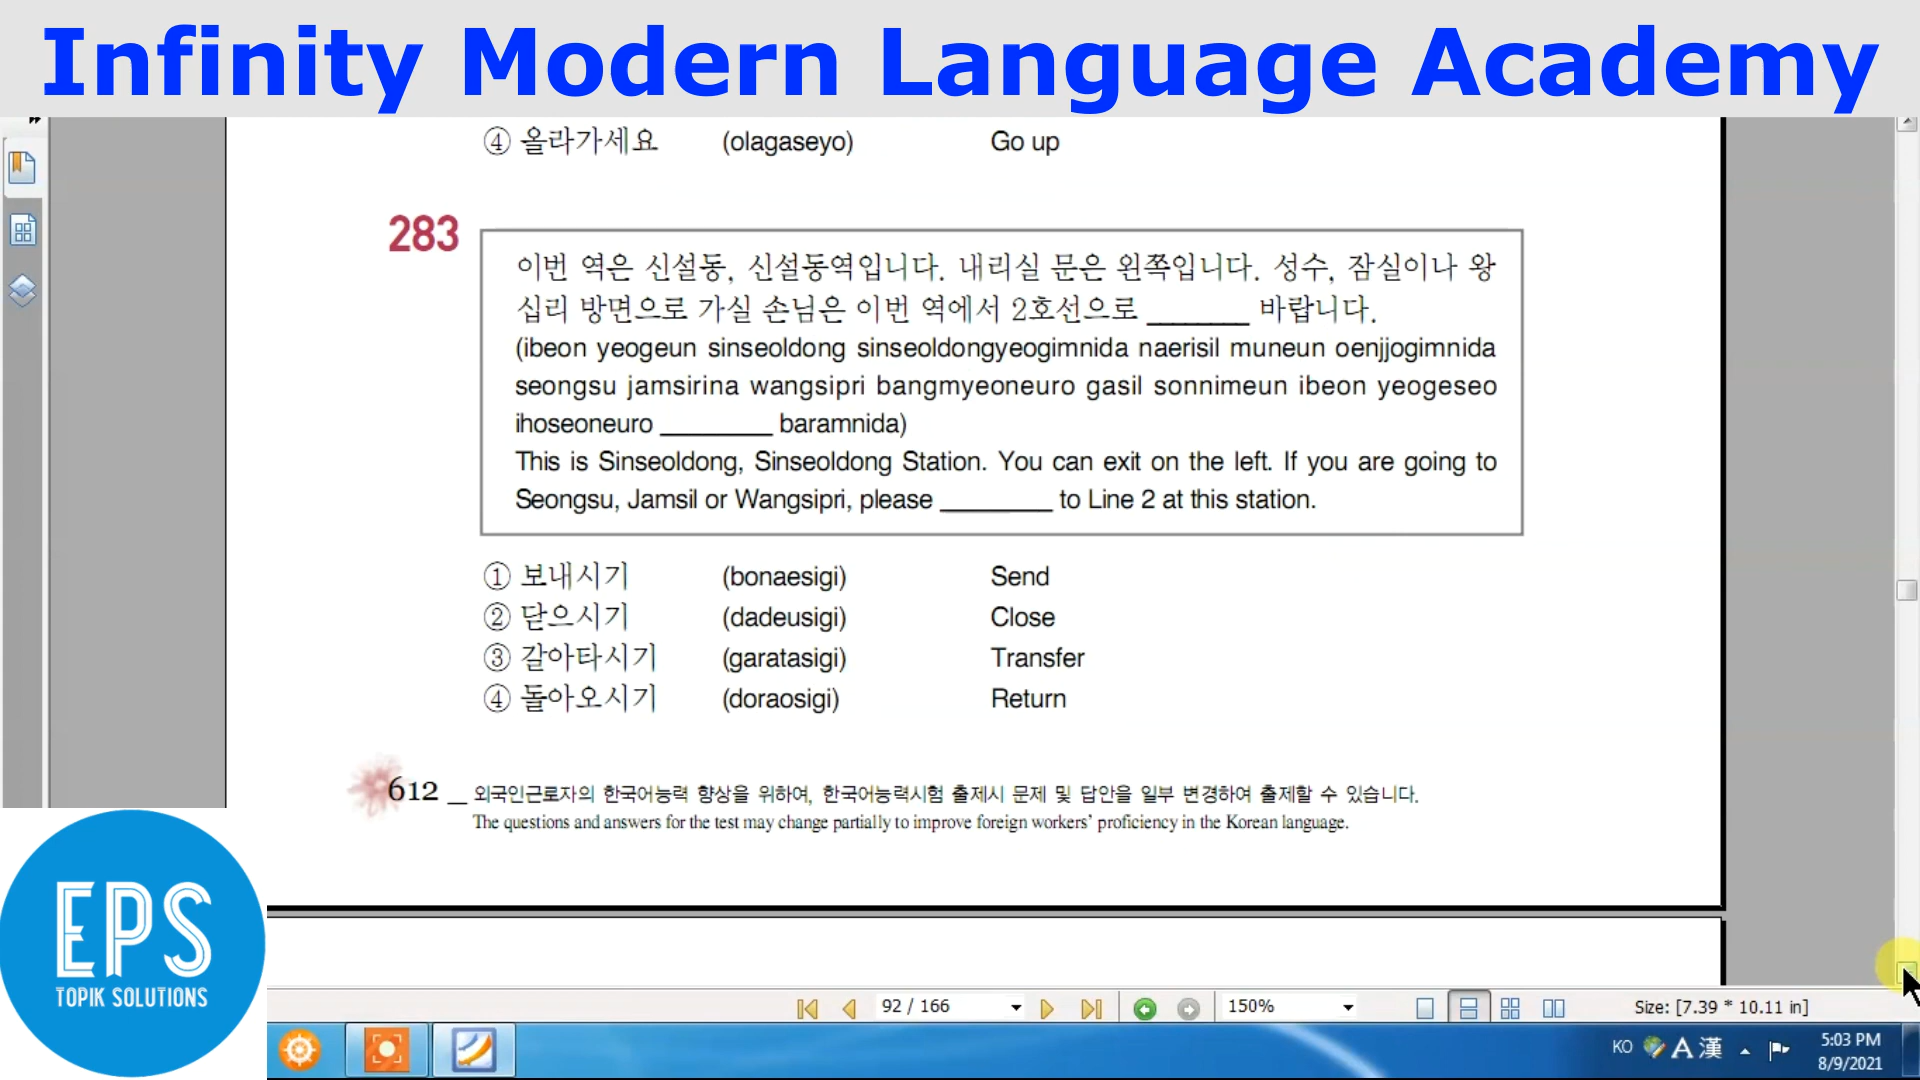 Infinity Modern Language Academy
④ 올라가세요 (olagaseyo) Go up
283
이번 역은 신설동, 신설동역입니다. 내리실 문은 왼쪽입니다. 성수, 잠실이나 왕
십리 방면으로 가실 손님은 이번 역에서 2호선으로 ________ 바랍니다.
(ibeon yeogeun sinseoldong sinseoldongyeogimnida naerisil muneun oenjjogimnida
seongsu jamsirina wangsipri bangmyeoneuro gasil sonnimeun ibeon yeogeseo
ihoseoneuro ________ baramnida)
This is Sinseoldong, Sinseoldong Station. You can exit on the left. If you are going to
Seongsu, Jamsil or Wangsipri, please ________ to Line 2 at this station.
① 보내시기 (bonaesigi) Send
② 닫으시기 (dadeusigi) Close
③ 갈아타시기 (garatasigi) Transfer
④ 돌아오시기 (doraosigi) Return
612 _ 외국인근로자의 한국어능력 향상을 위하여, 한국어능력시험 출제시 문제 및 답안을 일부 변경하여 출제할 수 있습니다.
The questions and answers for the test may change partially to improve foreign workers' proficiency in the Korean language.
EPS
TOPIK SOLUTIONS
92 / 166 150% Size: [7.39 * 10.11 in]
KO A 漢 5:03 PM
8/9/2021